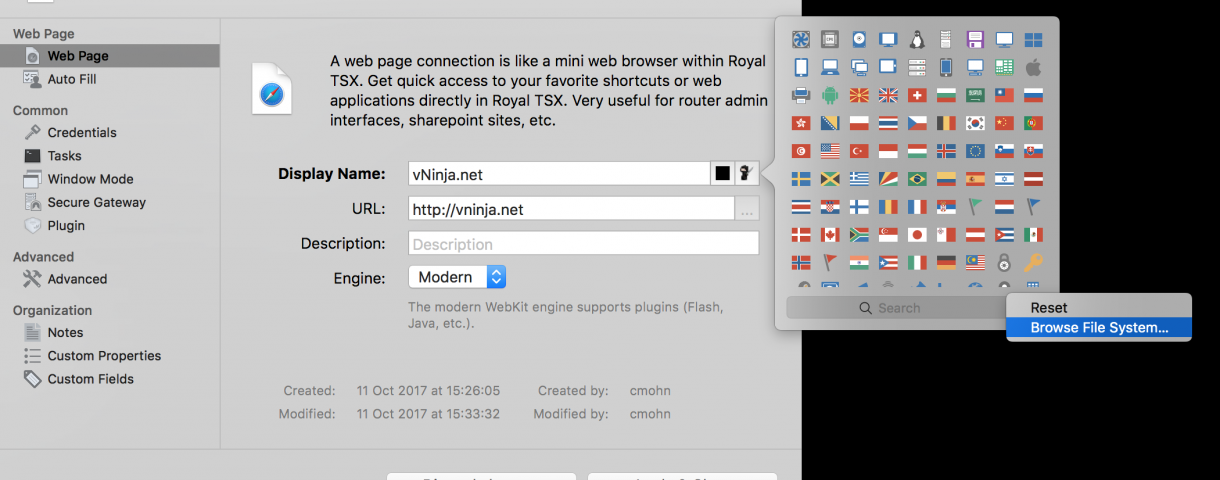 Web Page
Web Page
Auto Fill
Common
Credentials
Tasks
Window Mode
Secure Gateway
Plugin
Advanced
Advanced
Organization
Notes
Custom Properties
Custom Fields
A web page connection is like a mini web browser within Royal
TSX. Get quick access to your favorite shortcuts or web
applications directly in Royal TSX. Very useful for router admin
interfaces, sharepoint sites, etc.
Display Name: vNinja.net
URL: http://vninja.net ...
Description: Description
Engine: Modern
The modern WebKit engine supports plugins (Flash,
Java, etc.).
Created: 11 Oct 2017 at 15:26:05 Created by: cmohn
Modified: 11 Oct 2017 at 15:33:32 Modified by: cmohn
Search
Reset
Browse File System...